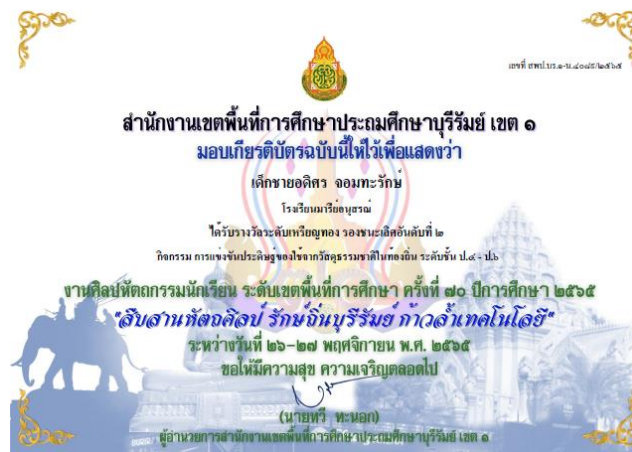 เลขที่ สพป.บร.๑-น.๔๐๘๕/๒๕๖๕
สำนักงานเขตพื้นที่การศึกษาประถมศึกษาบุรีรัมย์ เขต ๑
มอบเกียรติบัตรฉบับนี้ให้ไว้เพื่อแสดงว่า
เด็กชายอดิศร จอมทะรักษ์
โรงเรียนมารีย์อนุสรณ์
ได้รับรางวัลระดับเหรียญทอง รองชนะเลิศอันดับที่ ๒
กิจกรรม การแข่งขันประดิษฐ์ของใช้จากวัสดุธรรมชาติในท้องถิ่น ระดับชั้น ป.๔ - ป.๖
งานศิลปหัตถกรรมนักเรียน ระดับเขตพื้นที่การศึกษา ครั้งที่ ๗๐ ปีการศึกษา ๒๕๖๕
"สืบสานหัตถศิลป์ รักษ์ถิ่นบุรีรัมย์ ก้าวล้ำเทคโนโลยี"
ระหว่างวันที่ ๒๖-๒๗ พฤศจิกายน พ.ศ. ๒๕๖๕
ขอให้มีความสุข ความเจริญตลอดไป
(นายทวี ทะนอก)
ผู้อำนวยการสำนักงานเขตพื้นที่การศึกษาประถมศึกษาบุรีรัมย์ เขต ๑